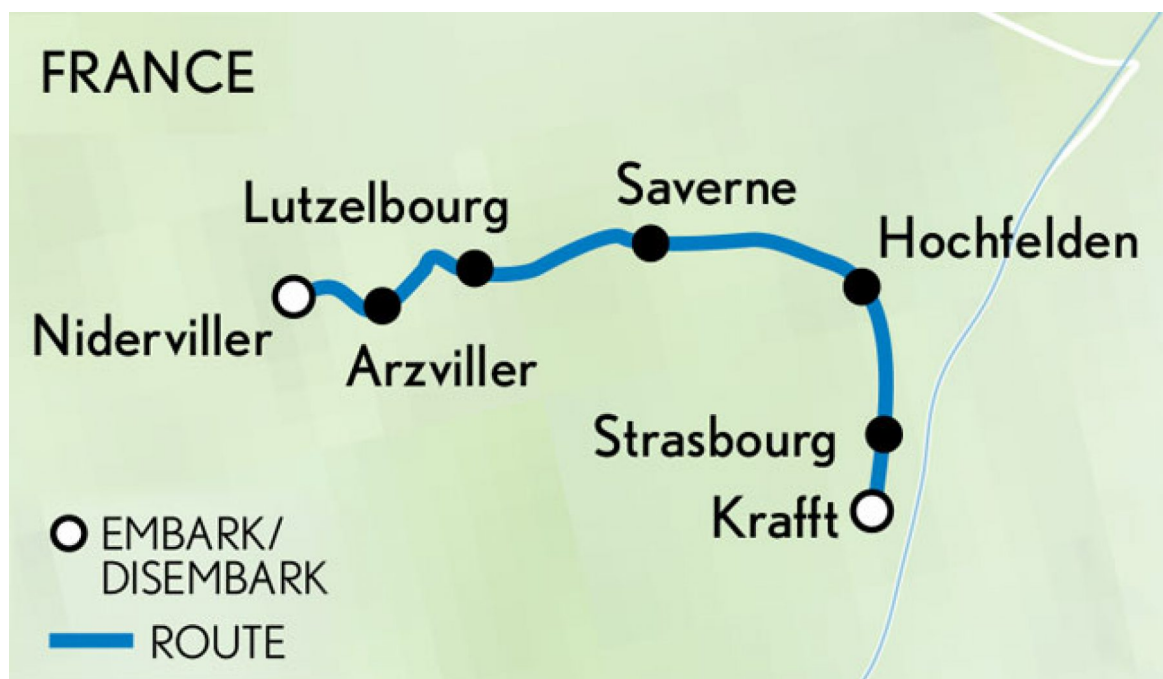 FRANCE
Saverne
Lutzelbourg
Hochfelden
Niderviller
Arzviller
Strasbourg
Krafft
EMBARK/
DISEMBARK
ROUTE